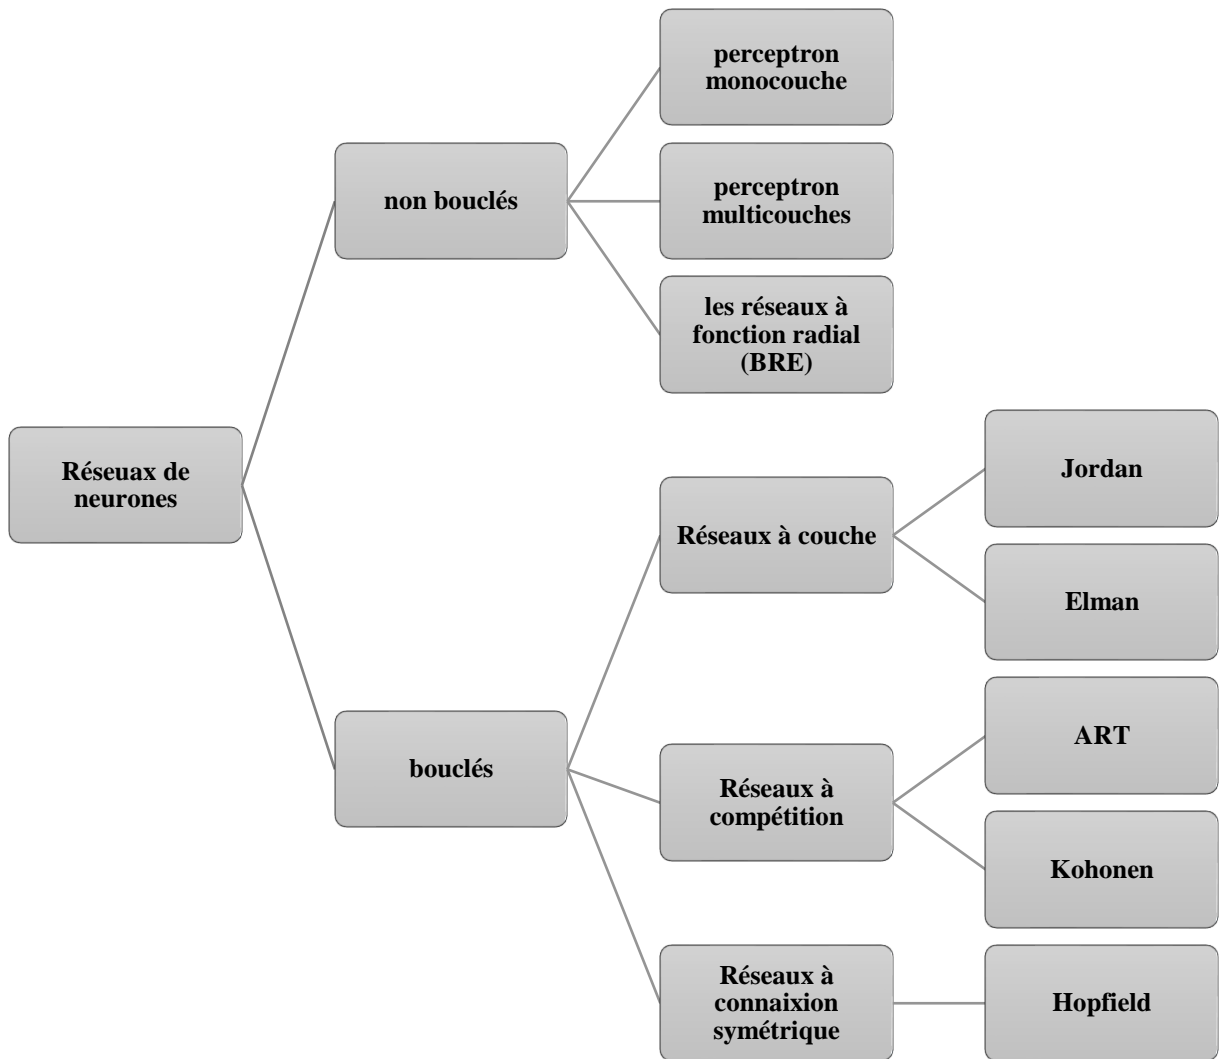 perceptron
monocouche
non bouclés
perceptron
multicouches
les réseaux à
fonction radial
(BRE)
Réseuax de
neurones
Réseaux à couche
Jordan
Elman
bouclés
Réseaux à
compétition
ART
Kohonen
Réseaux à
connaixion
symétrique
Hopfield